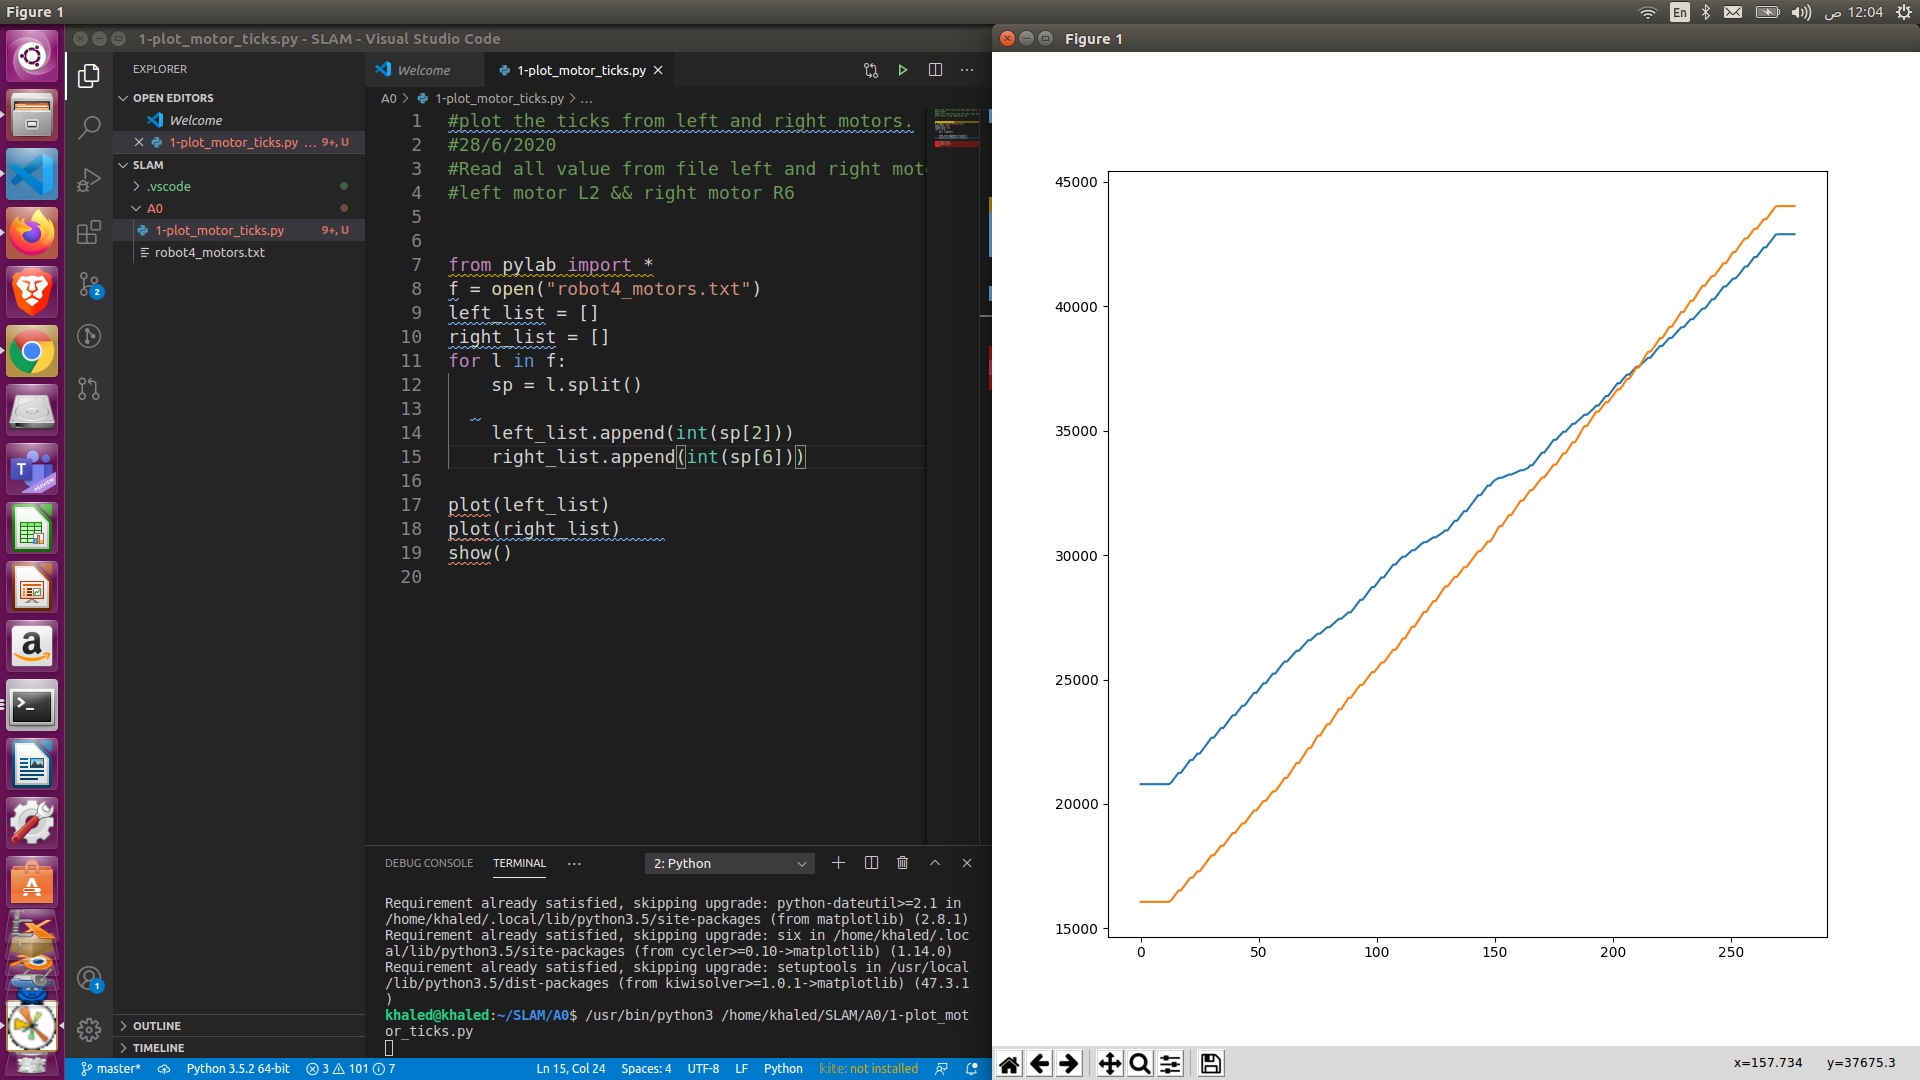 Figure 1
En
12:04 ص
1-plot_motor_ticks.py - SLAM - Visual Studio Code
Figure 1
EXPLORER
OPEN EDITORS
Welcome
1-plot_motor_ticks.py ... 9+, U
SLAM
.vscode
A0
1-plot_motor_ticks.py 9+, U
robot4_motors.txt
OUTLINE
TIMELINE
2
1
Welcome
1-plot_motor_ticks.py
A0 > 1-plot_motor_ticks.py > ...
1 #plot the ticks from left and right motors.
2 #28/6/2020
3 #Read all value from file left and right mot
4 #left motor L2 && right motor R6
5
6
7 from pylab import *
8 f = open("robot4_motors.txt")
9 left_list = []
10 right_list = []
11 for l in f:
12 sp = l.split()
13
14 left_list.append(int(sp[2]))
15 right_list.append(int(sp[6]))
16
17 plot(left_list)
18 plot(right_list)
19 show()
20
DEBUG CONSOLE TERMINAL ... 2: Python
Requirement already satisfied, skipping upgrade: python-dateutil>=2.1 in
/home/khaled/.local/lib/python3.5/site-packages (from matplotlib) (2.8.1)
Requirement already satisfied, skipping upgrade: six in /home/khaled/.loc
al/lib/python3.5/site-packages (from cycler>=0.10->matplotlib) (1.14.0)
Requirement already satisfied, skipping upgrade: setuptools in /usr/local
/lib/python3.5/dist-packages (from kiwisolver>=1.0.1->matplotlib) (47.3.1
)
khaled@khaled:~/SLAM/A0$ /usr/bin/python3 /home/khaled/SLAM/A0/1-plot_mot
or_ticks.py
master* Python 3.5.2 64-bit 3 101 7 Ln 15, Col 24 Spaces: 4 UTF-8 LF Python kite: not installed
45000
40000
35000
30000
25000
20000
15000
0 50 100 150 200 250
x=157.734 y=37675.3